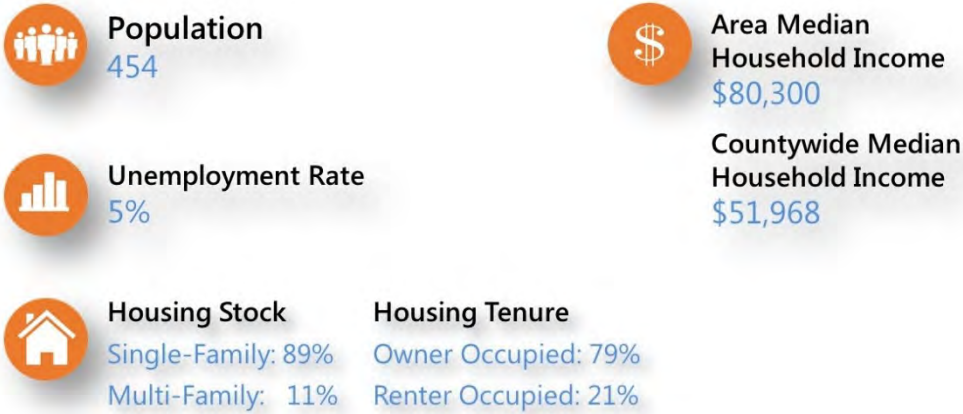 Population
454
Area Median
Household Income
$80,300
Countywide Median
Household Income
$51,968
Unemployment Rate
5%
Housing Stock
Single-Family: 89%
Multi-Family: 11%
Housing Tenure
Owner Occupied: 79%
Renter Occupied: 21%